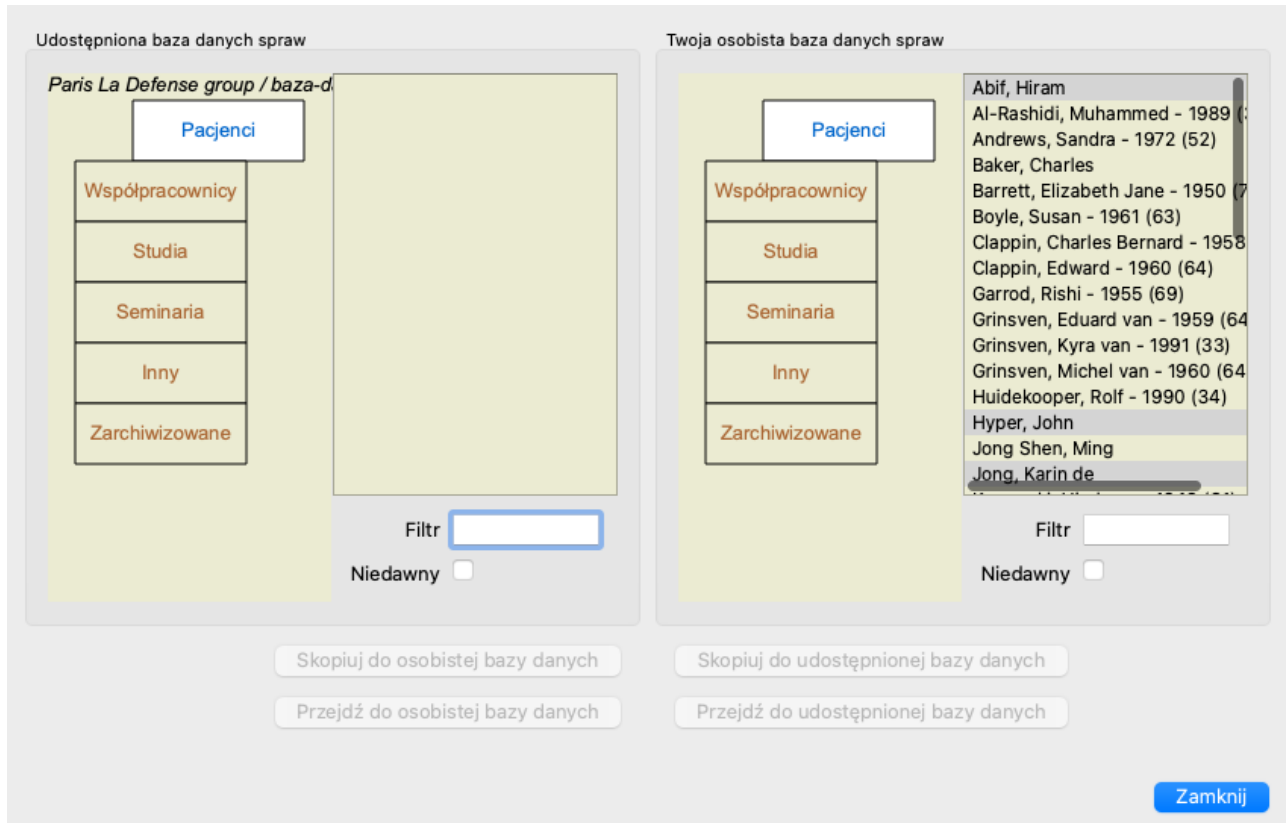 Udostępniona baza danych spraw
Paris La Defense group / baza-d
Pacjenci
Współpracownicy
Studia
Seminaria
Inny
Zarchiwizowane
Filtr
Niedawny
Skopiuj do osobistej bazy danych
Przejdź do osobistej bazy danych
Twoja osobista baza danych spraw
Pacjenci
Współpracownicy
Studia
Seminaria
Inny
Zarchiwizowane
Abif, Hiram
Al-Rashidi, Muhammed - 1989 (
Andrews, Sandra - 1972 (52)
Baker, Charles
Barrett, Elizabeth Jane - 1950 (7
Boyle, Susan - 1961 (63)
Clappin, Charles Bernard - 1958
Clappin, Edward - 1960 (64)
Garrod, Rishi - 1955 (69)
Grinsven, Eduard van - 1959 (64
Grinsven, Kyra van - 1991 (33)
Grinsven, Michel van - 1960 (64
Huidekooper, Rolf - 1990 (34)
Hyper, John
Jong Shen, Ming
Jong, Karin de
Filtr
Niedawny
Skopiuj do udostępnionej bazy danych
Przejdź do udostępnionej bazy danych
Zamknij